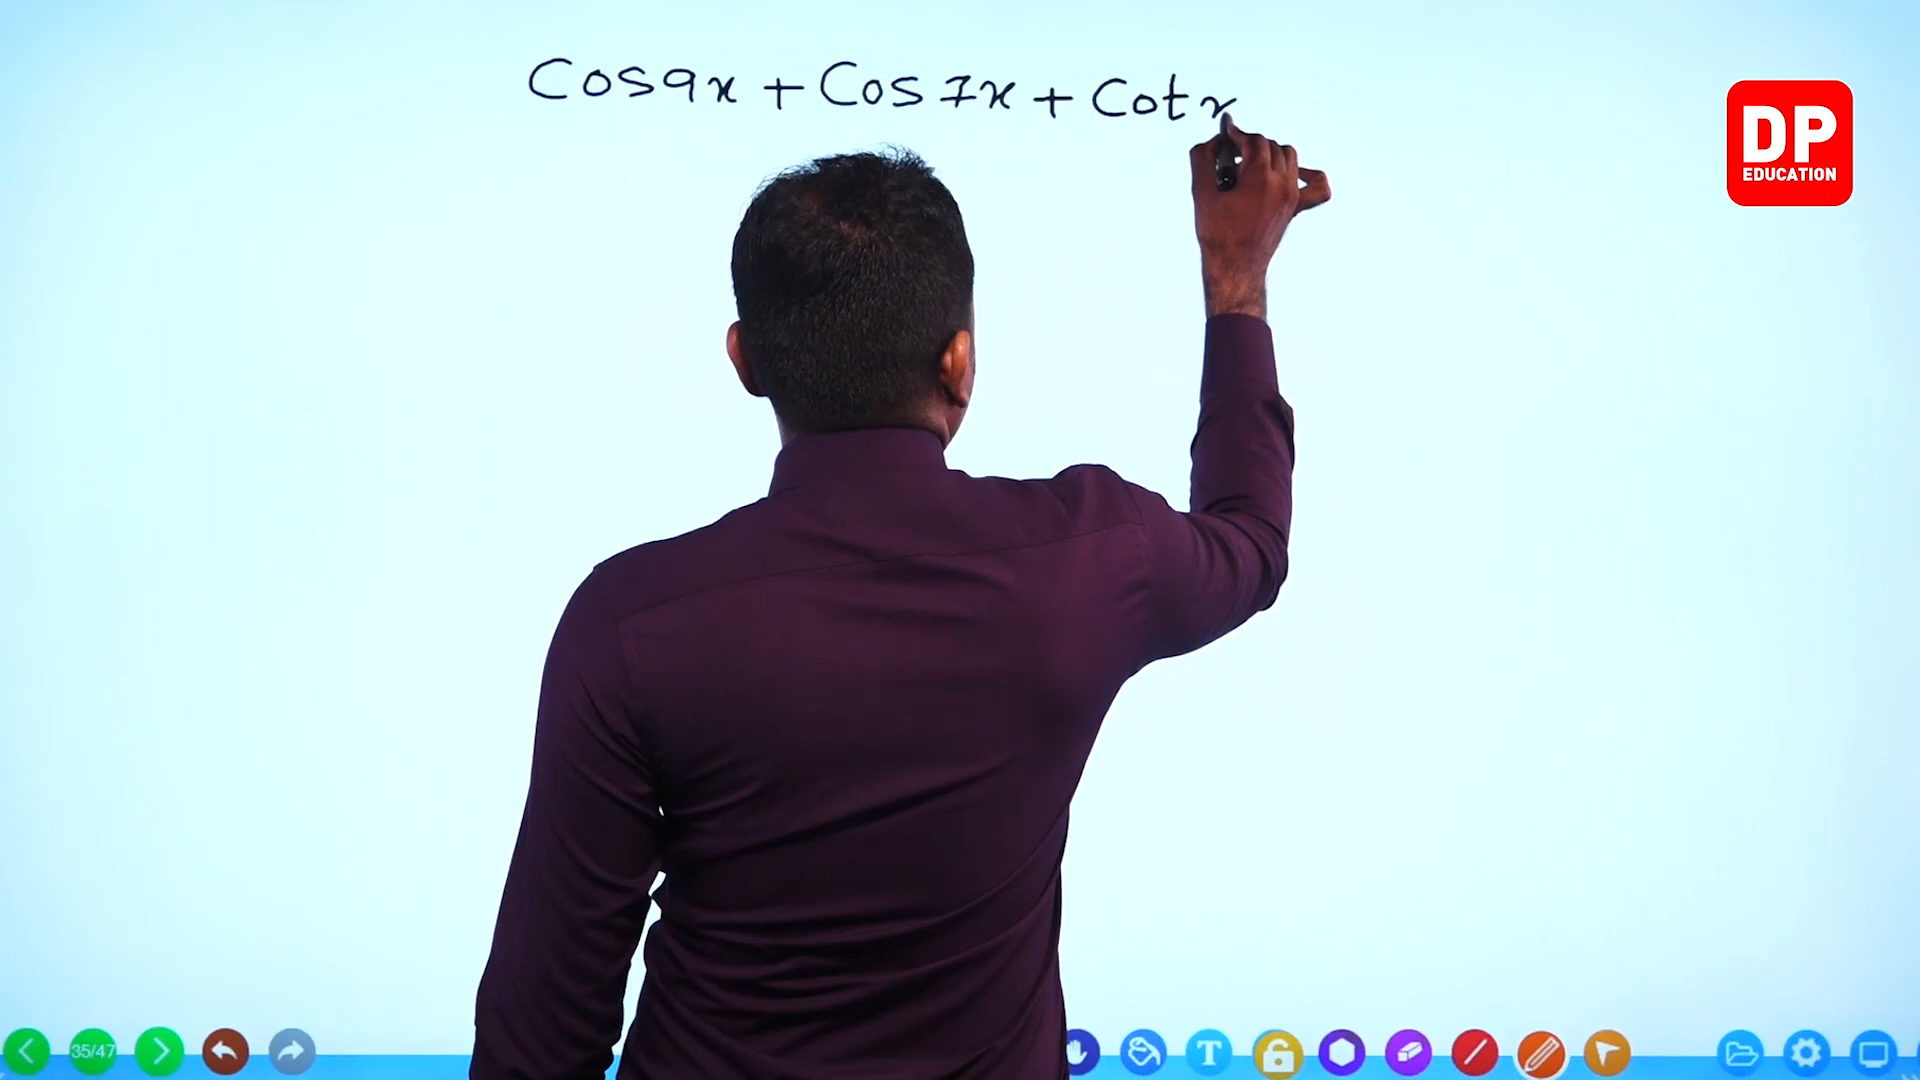 Cos9x + Cos7x + Cotx
DP
EDUCATION
35/47
T